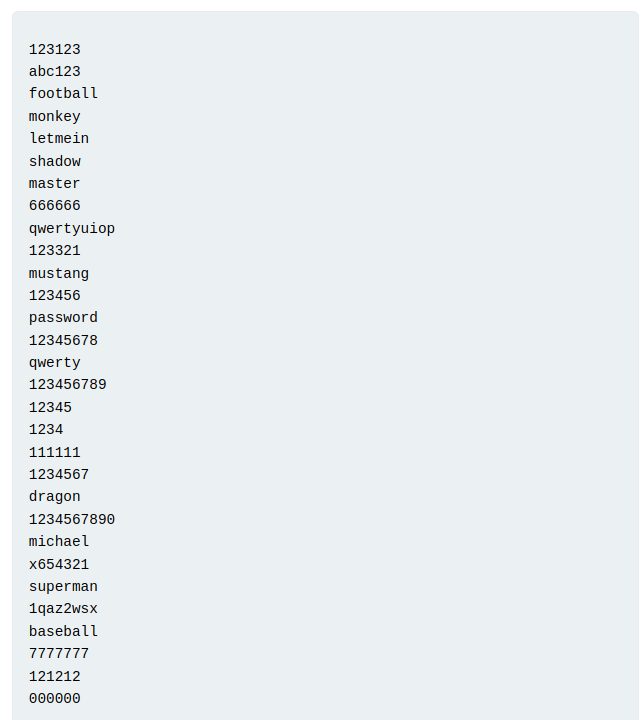 123123
abc123
football
monkey
letmein
shadow
master
666666
qwertyuiop
123321
mustang
123456
password
12345678
qwerty
123456789
12345
1234
111111
1234567
dragon
1234567890
michael
x654321
superman
1qaz2wsx
baseball
7777777
121212
000000